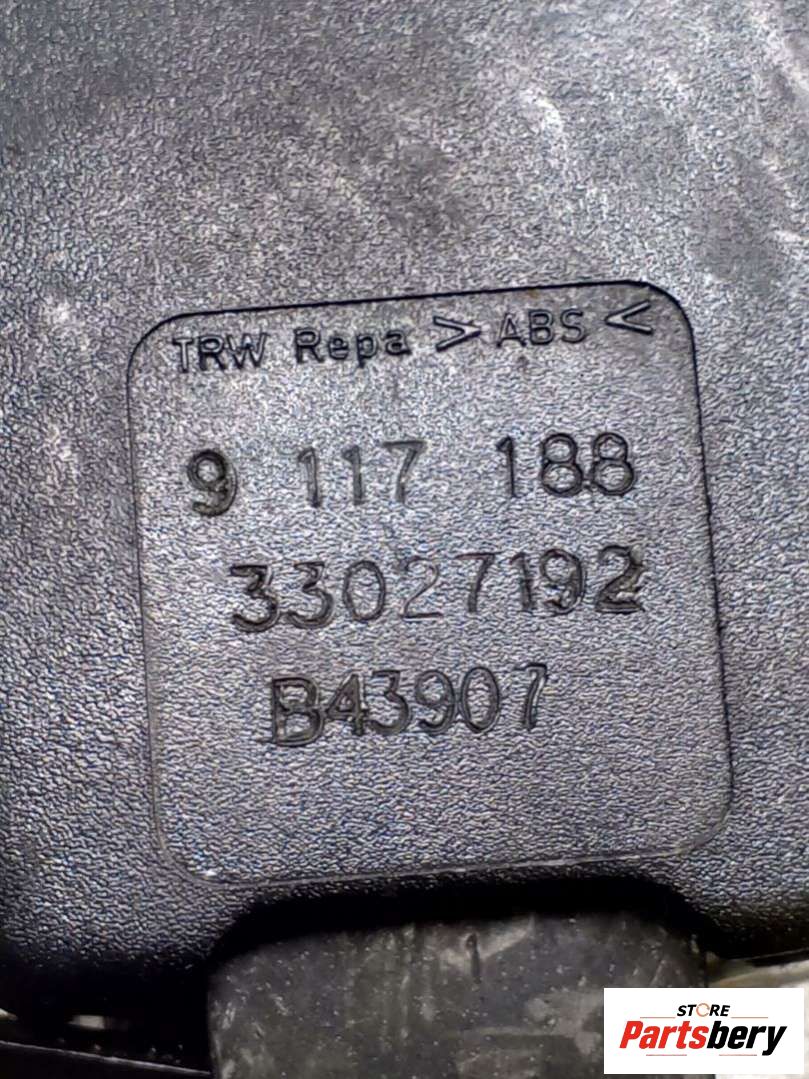 TRW Repa >ABS<
9 117 188
33027192
B43907
STORE
Partsbery